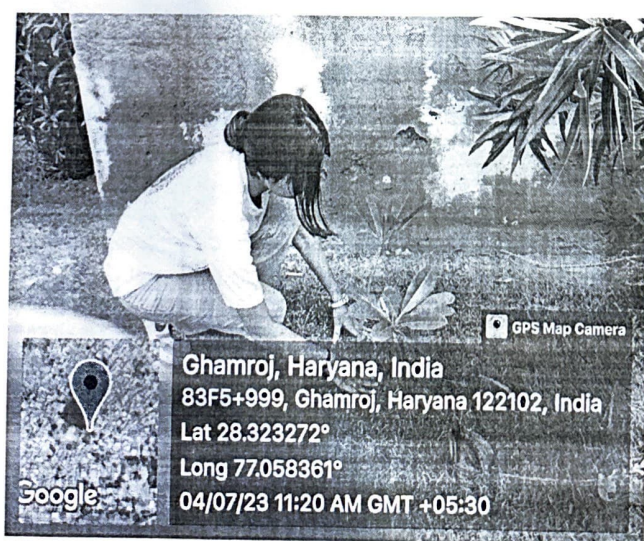 GPS Map Camera
Ghamroj, Haryana, India
83F5+999, Ghamroj, Haryana 122102, India
Lat 28.323272°
Long 77.058361°
04/07/23 11:20 AM GMT +05:30
Google